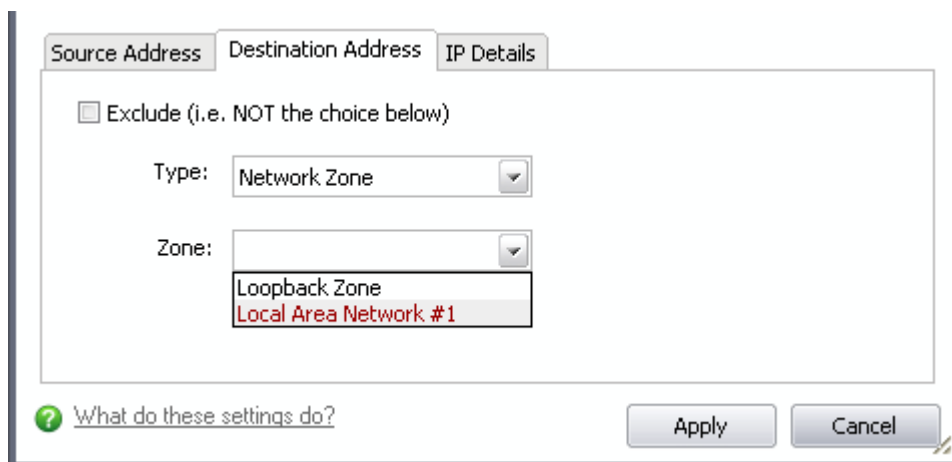 Source Address Destination Address IP Details
Exclude (i.e. NOT the choice below)
Type: Network Zone
Zone:
Loopback Zone
Local Area Network #1
What do these settings do? Apply Cancel